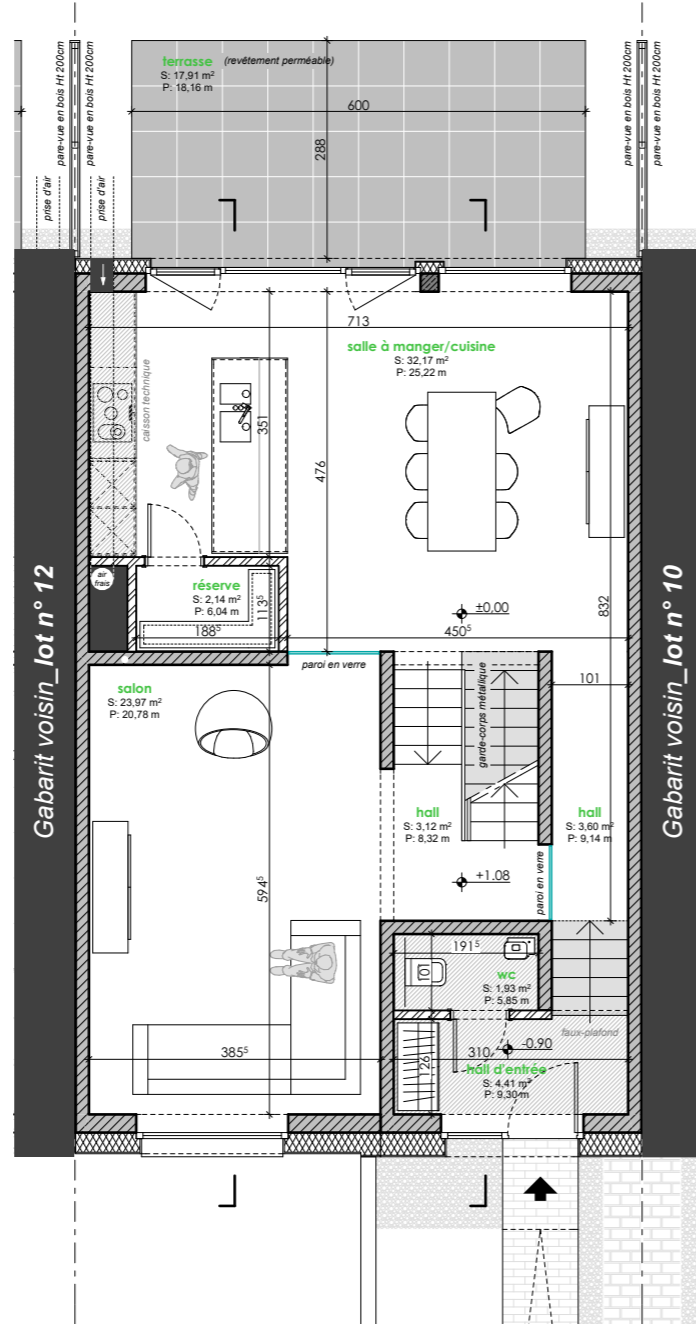 pare-vue en bois Ht 200cm
pare-vue en bois Ht 200cm
pare-vue en bois Ht 200cm
pare-vue en bois Ht 200cm
terrasse (revêtement perméable)
S: 17,91 m²
P: 18,16 m
600
288
prise d'air
prise d'air
713
salle à manger/cuisine
S: 32,17 m²
P: 25,22 m
caisson technique
351
476
air
frais
réserve
S: 2,14 m²
P: 6,04 m
113⁵
188⁵
±0,00
450⁵
832
paroi en verre
Gabarit voisin_lot n° 12
Gabarit voisin_lot n° 10
salon
S: 23,97 m²
P: 20,78 m
garde-corps métallique
101
hall
S: 3,12 m²
P: 8,32 m
hall
S: 3,60 m²
P: 9,14 m
+1.08
paroi en verre
594⁵
191⁵
101
wc
S: 1,93 m²
P: 5,85 m
faux-plafond
-0.90
385⁵
310
126
hall d'entrée
S: 4,41 m²
P: 9,30 m